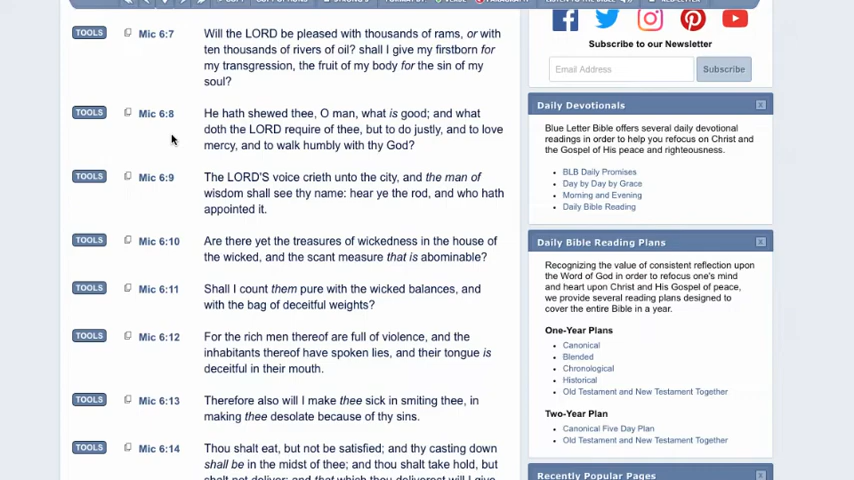 TOOLS Mic 6:7 Will the LORD be pleased with thousands of rams, or with
ten thousands of rivers of oil? shall I give my firstborn for
my transgression, the fruit of my body for the sin of my
soul?
TOOLS Mic 6:8 He hath shewed thee, O man, what is good; and what
doth the LORD require of thee, but to do justly, and to love
mercy, and to walk humbly with thy God?
TOOLS Mic 6:9 The LORD'S voice crieth unto the city, and the man of
wisdom shall see thy name: hear ye the rod, and who hath
appointed it.
TOOLS Mic 6:10 Are there yet the treasures of wickedness in the house of
the wicked, and the scant measure that is abominable?
TOOLS Mic 6:11 Shall I count them pure with the wicked balances, and
with the bag of deceitful weights?
TOOLS Mic 6:12 For the rich men thereof are full of violence, and the
inhabitants thereof have spoken lies, and their tongue is
deceitful in their mouth.
TOOLS Mic 6:13 Therefore also will I make thee sick in smiting thee, in
making thee desolate because of thy sins.
TOOLS Mic 6:14 Thou shalt eat, but not be satisfied; and thy casting down
shall be in the midst of thee; and thou shalt take hold, but
shalt not deliver; and that which thou deliverest will I give
Subscribe to our Newsletter
Email Address Subscribe
Daily Devotionals
Blue Letter Bible offers several daily devotional
readings in order to help you refocus on Christ and
the Gospel of His peace and righteousness.
BLB Daily Promises
Day by Day by Grace
Morning and Evening
Daily Bible Reading
Daily Bible Reading Plans
Recognizing the value of consistent reflection upon
the Word of God in order to refocus one's mind
and heart upon Christ and His Gospel of peace,
we provide several reading plans designed to
cover the entire Bible in a year.
One-Year Plans
Canonical
Blended
Chronological
Historical
Old Testament and New Testament Together
Two-Year Plan
Canonical Five Day Plan
Old Testament and New Testament Together
Recently Popular Pages